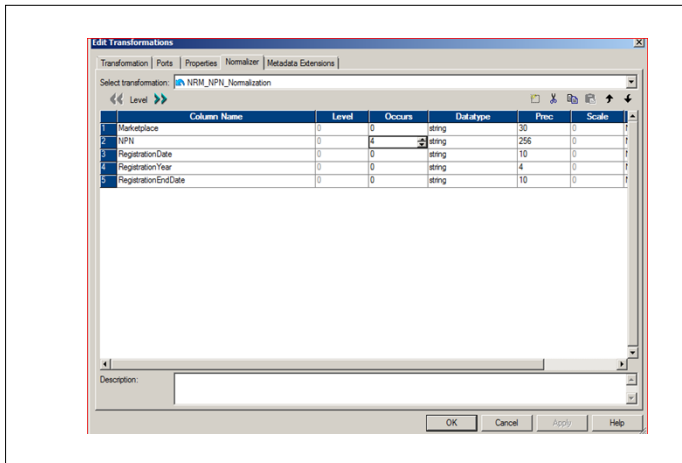 Edit Transformations
Transformation Ports Properties Normalizer Metadata Extensions
Select transformation: NRM_NPN_Normalization
Level
Column Name Level Occurs Datatype Prec Scale
1 Marketplace 0 0 string 30 0
2 NPN 0 4 string 256 0
3 RegistrationDate 0 0 string 10 0
4 RegistrationYear 0 0 string 4 0
5 RegistrationEndDate 0 0 string 10 0
Description:
OK Cancel Apply Help